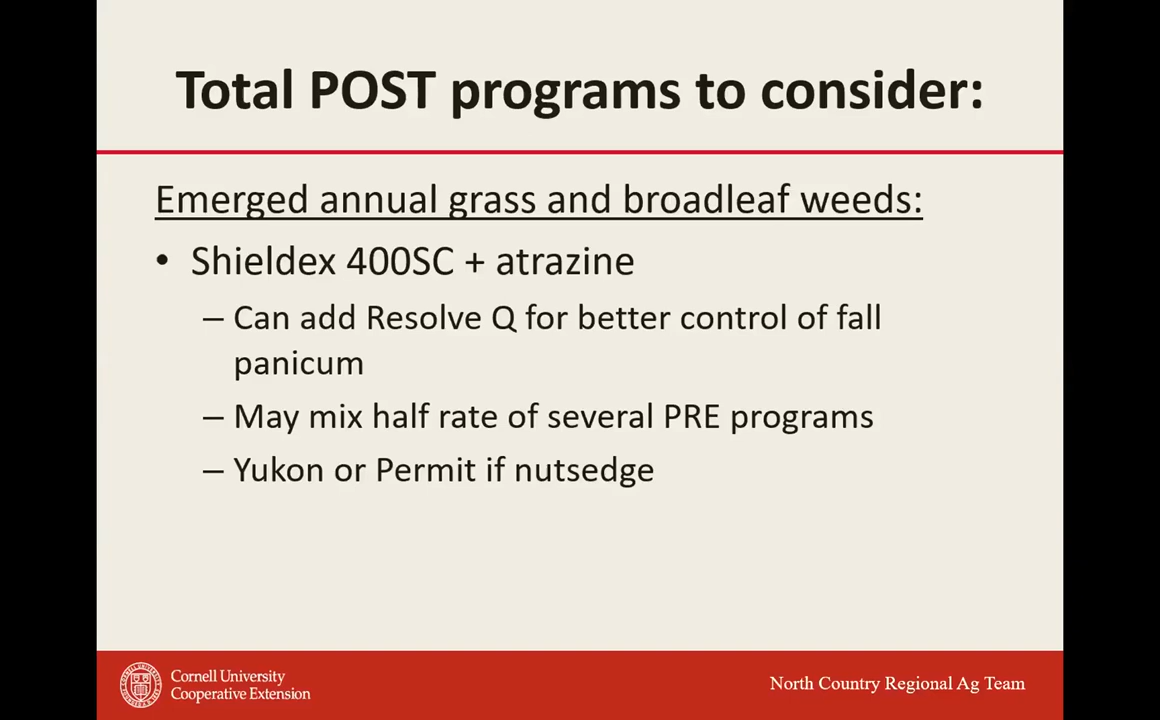 Total POST programs to consider:
Emerged annual grass and broadleaf weeds:
• Shieldex 400SC + atrazine
– Can add Resolve Q for better control of fall
panicum
– May mix half rate of several PRE programs
– Yukon or Permit if nutsedge
Cornell University
Cooperative Extension
North Country Regional Ag Team